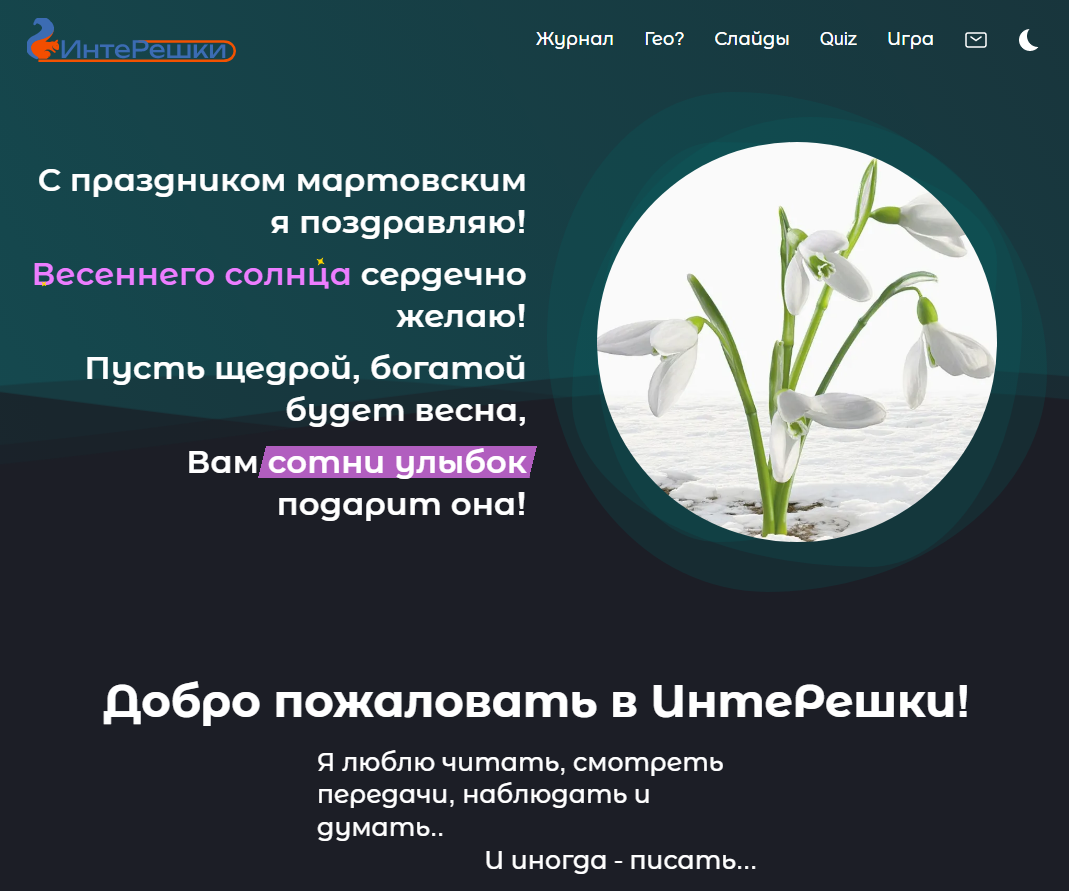 ИнтеРешки
Журнал Гео? Слайды Quiz Игра
С праздником мартовским
я поздравляю!
Весеннего солнца сердечно
желаю!
Пусть щедрой, богатой
будет весна,
Вам сотни улыбок
подарит она!
Добро пожаловать в ИнтеРешки!
Я люблю читать, смотреть
передачи, наблюдать и
думать..
И иногда - писать...